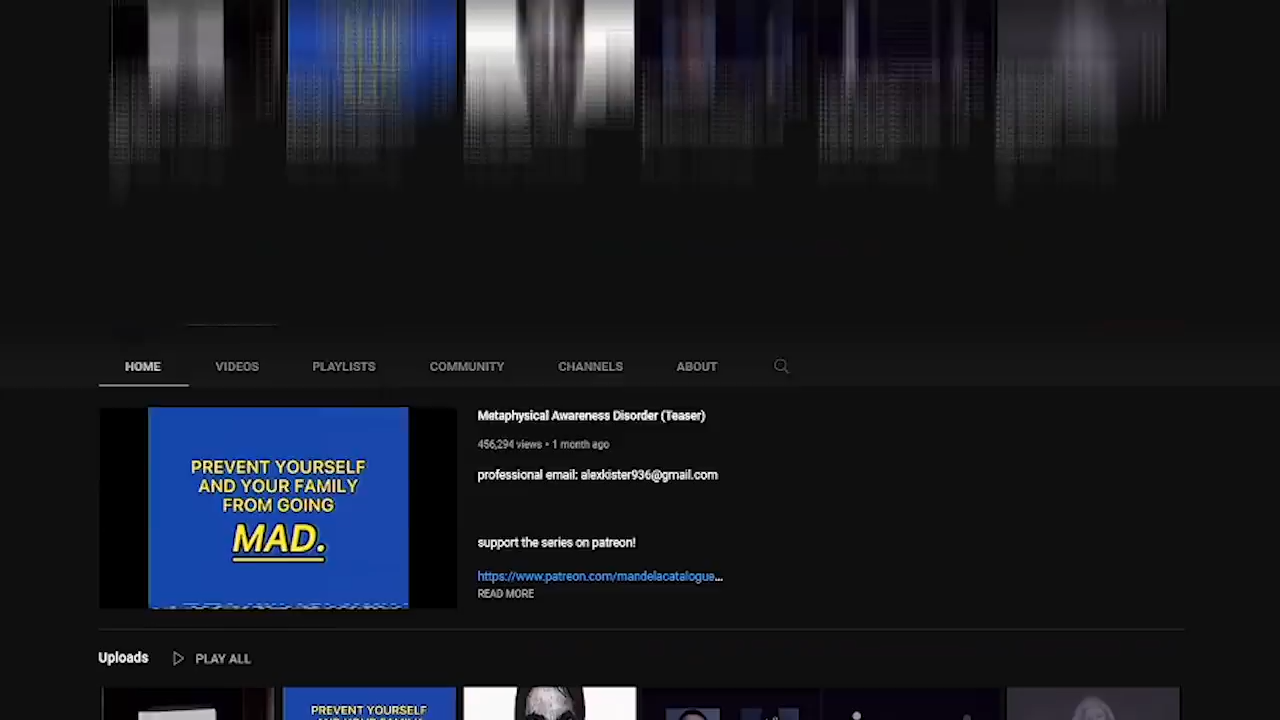 HOME VIDEOS PLAYLISTS COMMUNITY CHANNELS ABOUT
PREVENT YOURSELF
AND YOUR FAMILY
FROM GOING
MAD.
Metaphysical Awareness Disorder (Teaser)
456,294 views • 1 month ago
professional email: alexkister936@gmail.com
support the series on patreon!
https://www.patreon.com/mandelacatalogue...
READ MORE
Uploads PLAY ALL
PREVENT YOURSELF